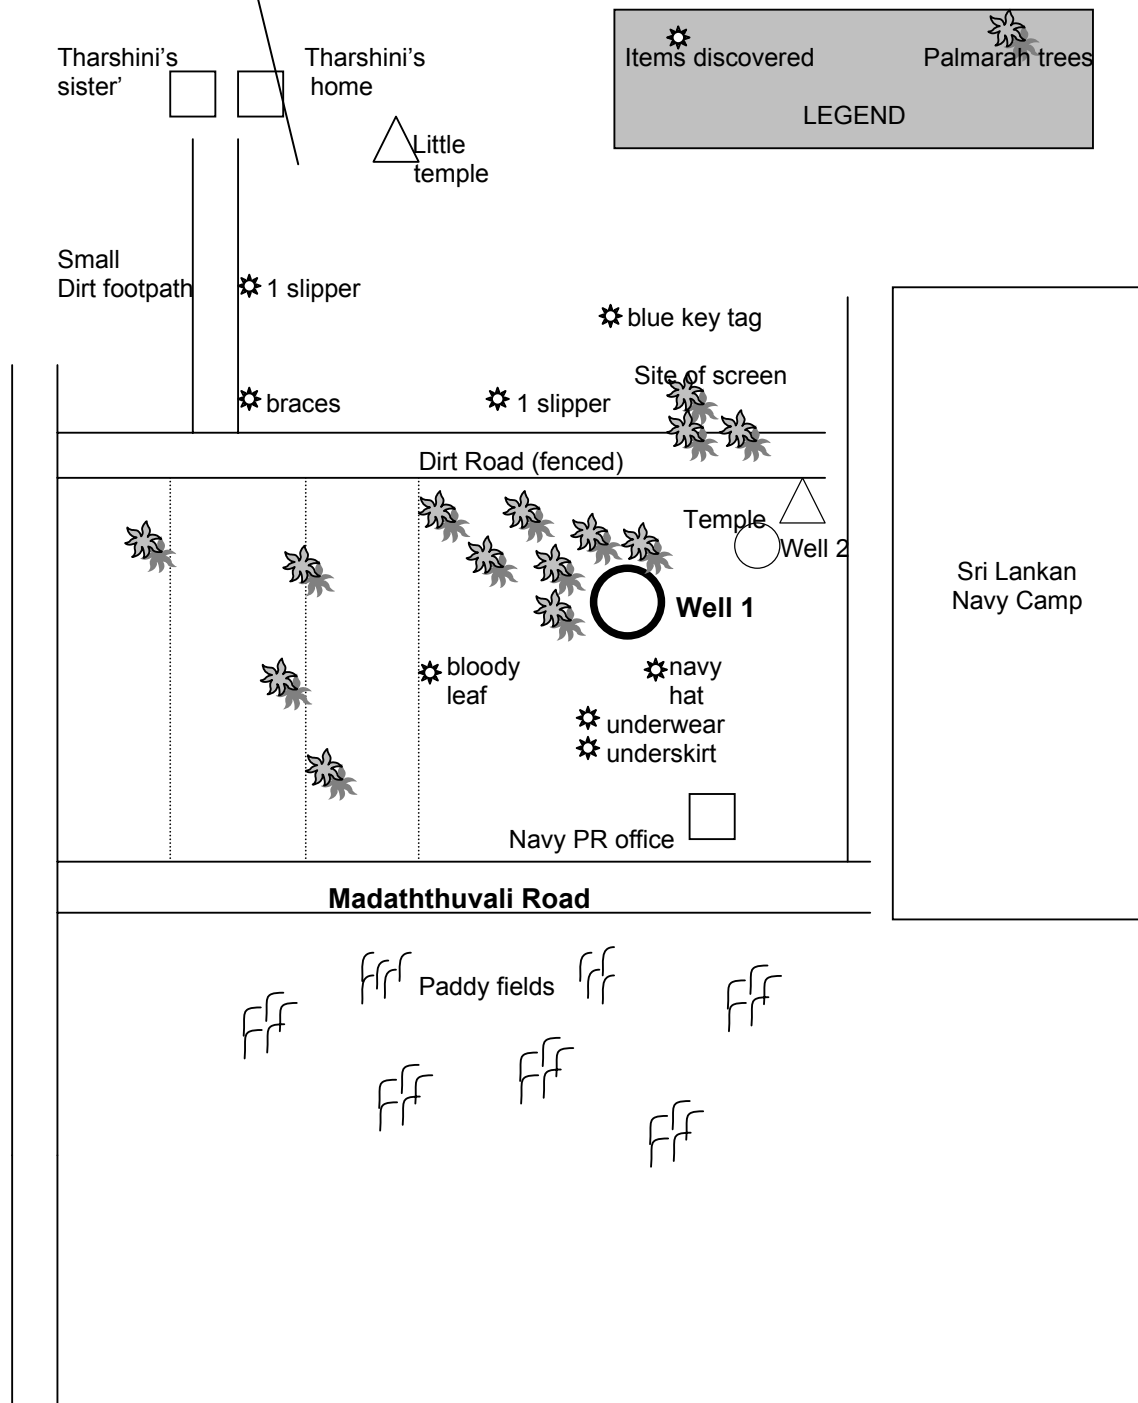 Tharshini’s
sister’
Tharshini’s
home
Items discovered
Palmarah trees
LEGEND
Little
temple
Small
Dirt footpath
1 slipper
blue key tag
Site of screen
braces
1 slipper
Dirt Road (fenced)
Temple
Well 2
Sri Lankan
Navy Camp
Well 1
bloody
leaf
navy
hat
underwear
underskirt
Navy PR office
Madaththuvali Road
Paddy fields